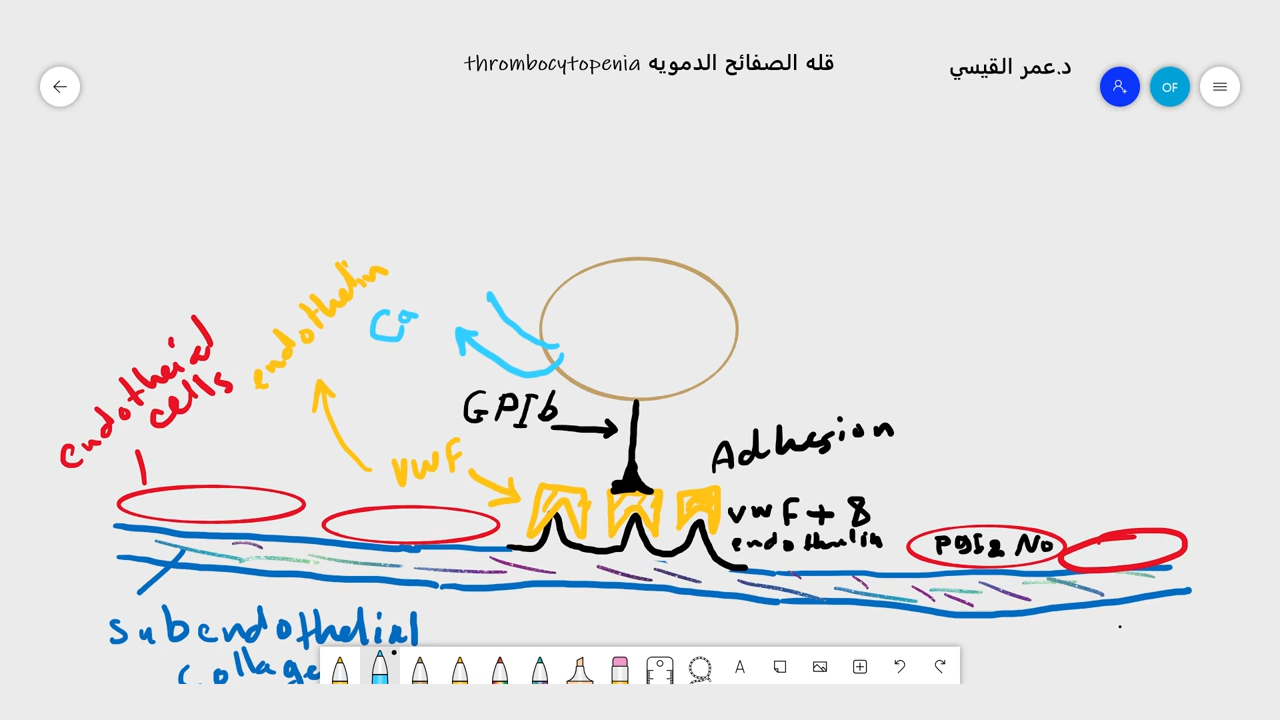 thrombocytopenia قله الصفائح الدمويه
د.عمر القيسي
OF
endothelin
Ca
endotheial
cells
GPIb
Adhesion
VWF
VWF + 8
endothelin
PGI2 NO
subendothelial
collage
A